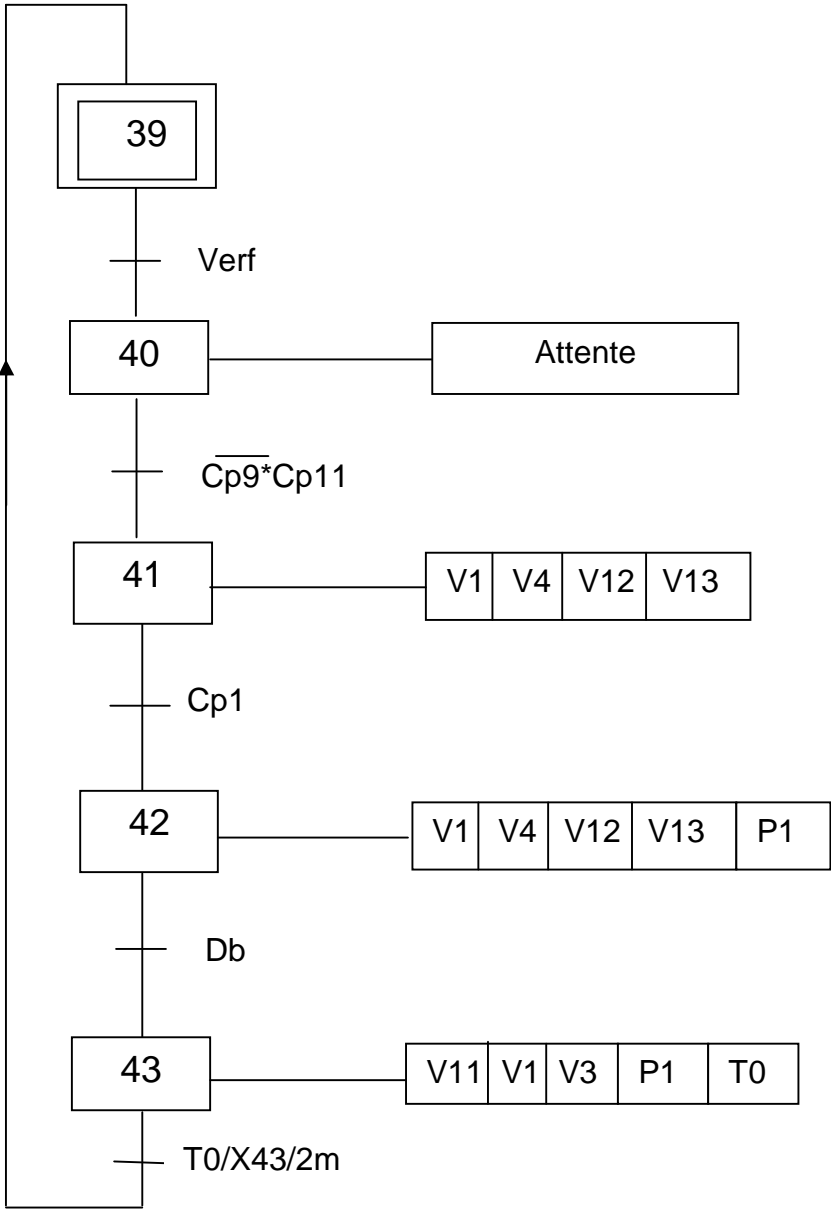 39
Verf
40 Attente
C̅p̅9̅*Cp11
41 V1 V4 V12 V13
Cp1
42 V1 V4 V12 V13 P1
Db
43 V11 V1 V3 P1 T0
T0/X43/2m